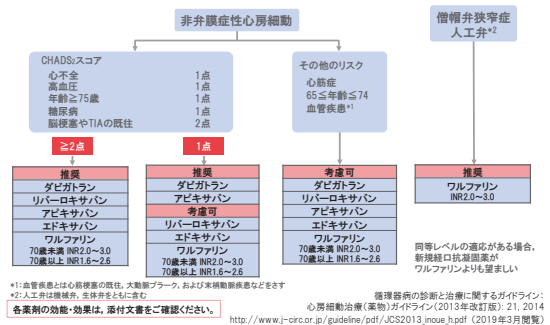 非弁膜症性心房細動
僧帽弁狭窄症
人工弁*2
CHADS2スコア
心不全 1点
高血圧 1点
年齢≧75歳 1点
糖尿病 1点
脳梗塞やTIAの既往 2点
その他のリスク
心筋症
65≦年齢≦74
血管疾患*1
≧2点
1点
推奨
ダビガトラン
リバーロキサバン
アピキサバン
エドキサバン
ワルファリン
70歳未満 INR2.0~3.0
70歳以上 INR1.6~2.6
推奨
ダビガトラン
アピキサバン
考慮可
リバーロキサバン
エドキサバン
ワルファリン
70歳未満 INR2.0~3.0
70歳以上 INR1.6~2.6
考慮可
ダビガトラン
リバーロキサバン
アピキサバン
エドキサバン
ワルファリン
70歳未満 INR2.0~3.0
70歳以上 INR1.6~2.6
推奨
ワルファリン
INR2.0~3.0
同等レベルの適応がある場合、
新規経口抗凝固薬が
ワルファリンよりも望ましい
*1:血管疾患とは心筋梗塞の既往、大動脈プラーク、および末梢動脈疾患などをさす
*2:人工弁は機械弁、生体弁をともに含む
各薬剤の効能・効果は、添付文書をご確認ください。
循環器病の診断と治療に関するガイドライン:
心房細動治療(薬物)ガイドライン(2013年改訂版): 21, 2014
http://www.j-circ.or.jp/guideline/pdf/JCS2013_inoue_h.pdf (2019年3月閲覧)